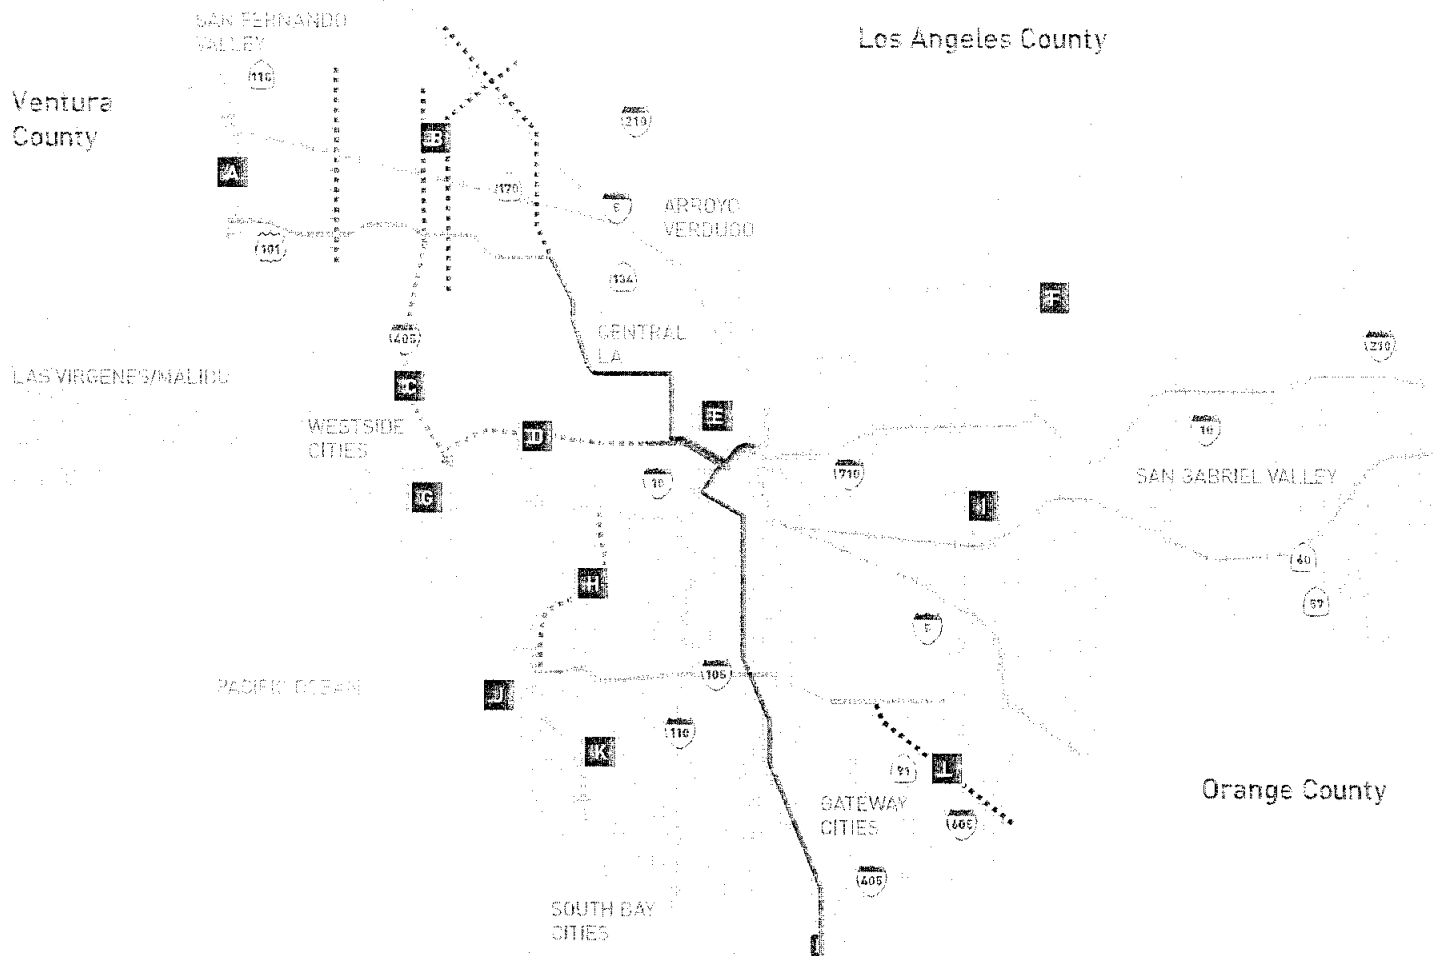 SAN FERNANDO
VALLEY
Los Angeles County
118
Ventura
County
210
B
A
170
5
ARROYO
VERDUGO
101
134
F
405
CENTRAL
LA
210
LAS VIRGENES/MALIBU
C
E
WESTSIDE
CITIES
D
10
10
710
SAN GABRIEL VALLEY
G
I
60
H
57
5
PACIFIC OCEAN
J
105
110
K
91
L
Orange County
GATEWAY
CITIES
605
405
SOUTH BAY
CITIES